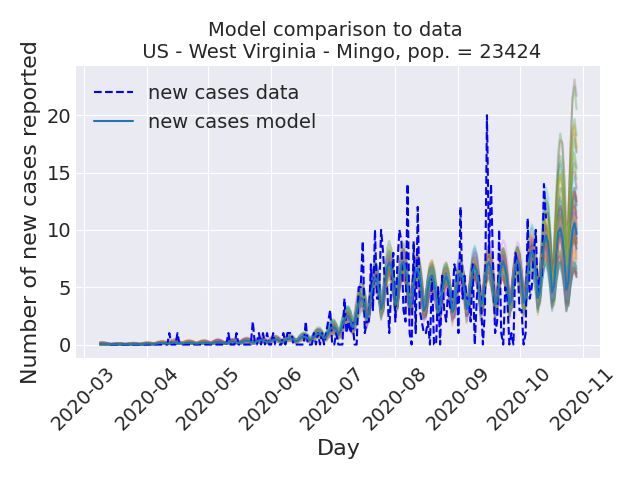 Model comparison to data
US - West Virginia - Mingo, pop. = 23424
Number of new cases reported
new cases data
new cases model
20
15
10
5
0
2020-03
2020-04
2020-05
2020-06
2020-07
2020-08
2020-09
2020-10
2020-11
Day